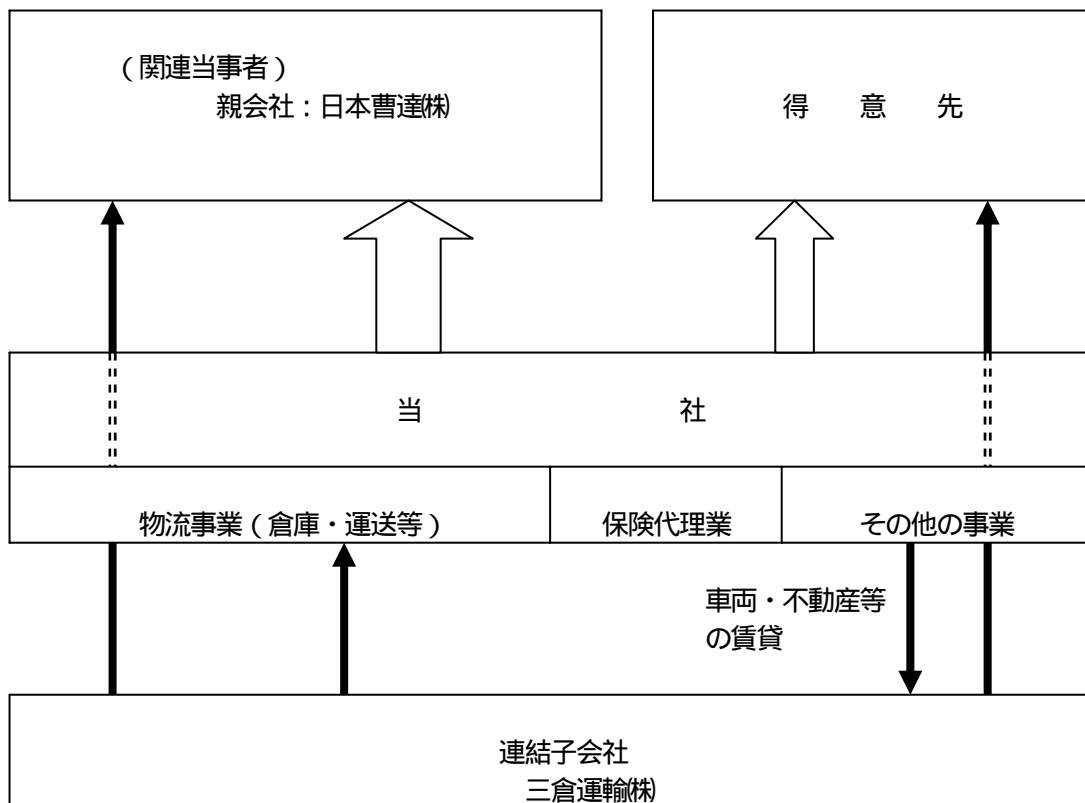 （関連当事者）
親会社：日本曹達㈱
得　意　先
当　社
物流事業（倉庫・運送等）
保険代理業
その他の事業
車両・不動産等
の賃貸
連結子会社
三倉運輸㈱